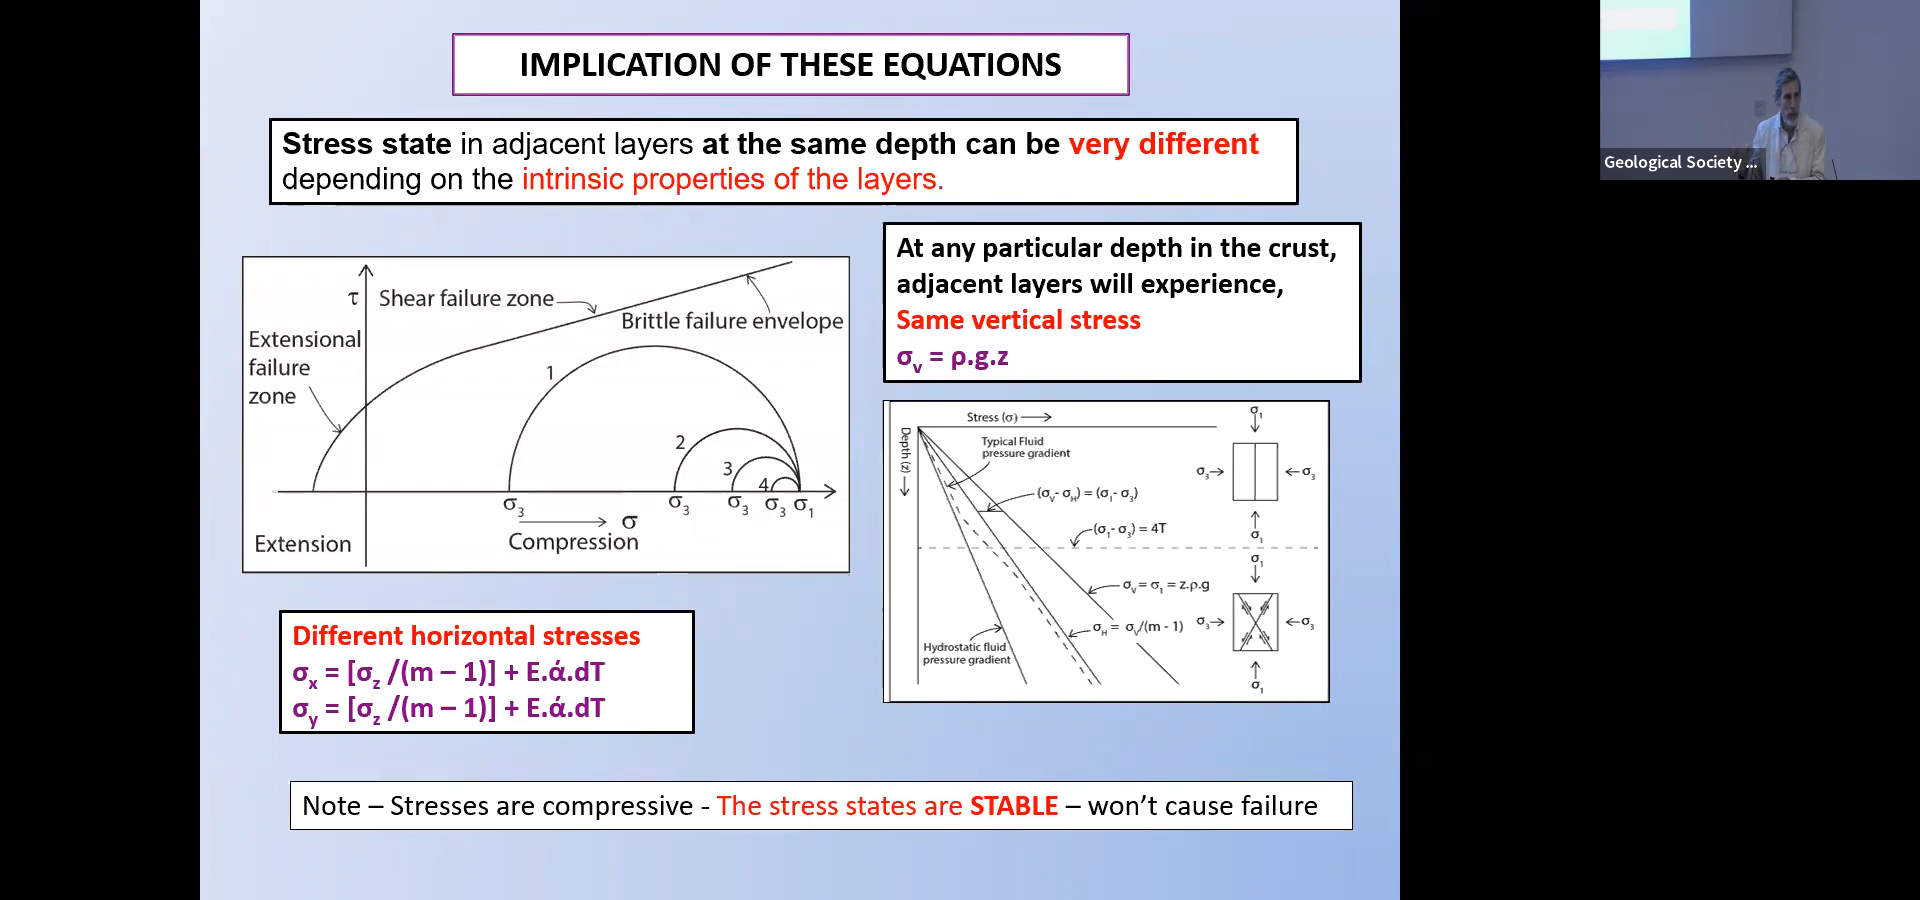 IMPLICATION OF THESE EQUATIONS
Stress state in adjacent layers at the same depth can be very different
depending on the intrinsic properties of the layers.
Geological Society ...
At any particular depth in the crust,
adjacent layers will experience,
Same vertical stress
σv = ρ.g.z
τ
Shear failure zone
Brittle failure envelope
Extensional
failure
zone
1
2
3
4
σ3
σ3
σ3
σ3
σ1
σ
Extension
Compression
Stress (σ)
Depth (z)
Typical Fluid
pressure gradient
(σV- σH) = (σ1- σ3)
(σ1- σ3) = 4T
σV = σ1 = z.ρ.g
σH = σV/(m - 1)
Hydrostatic fluid
pressure gradient
σ1
σ3
σ3
σ1
σ1
σ3
σ3
σ1
Different horizontal stresses
σx = [σz /(m – 1)] + E.ά.dT
σy = [σz /(m – 1)] + E.ά.dT
Note – Stresses are compressive - The stress states are STABLE – won't cause failure